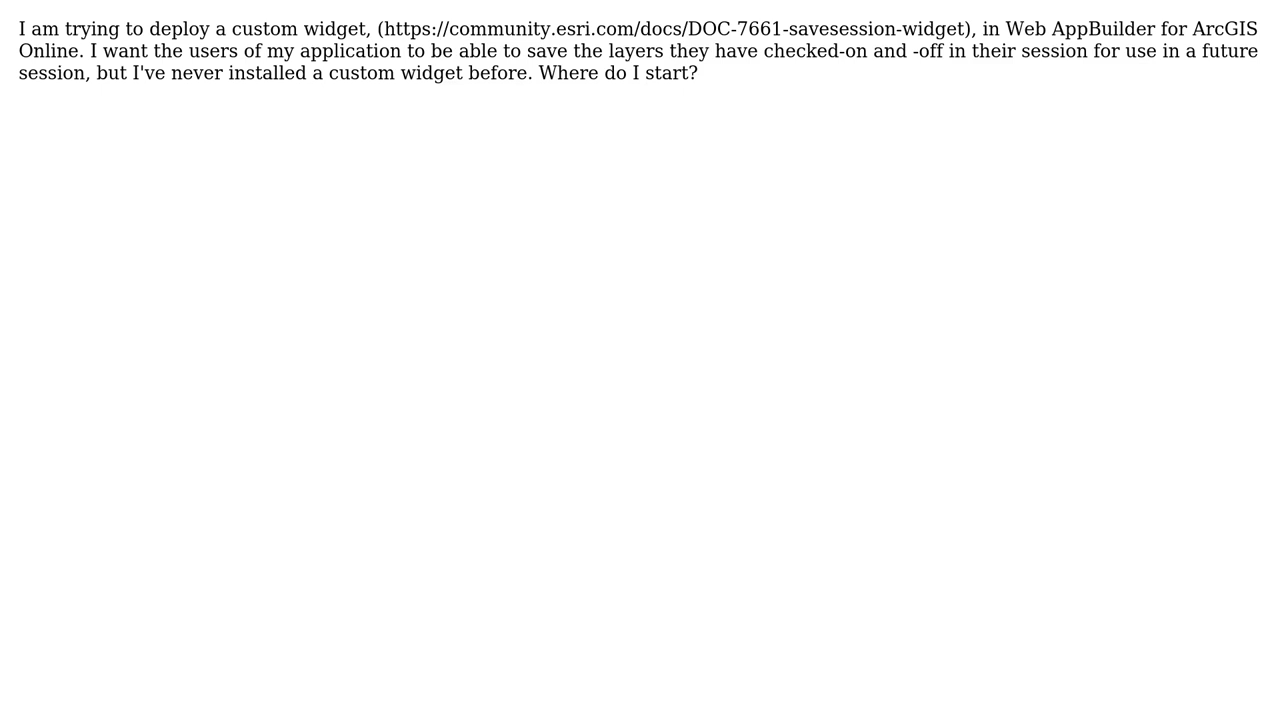 I am trying to deploy a custom widget, (https://community.esri.com/docs/DOC-7661-savesession-widget), in Web AppBuilder for ArcGIS
Online. I want the users of my application to be able to save the layers they have checked-on and -off in their session for use in a future
session, but I've never installed a custom widget before. Where do I start?